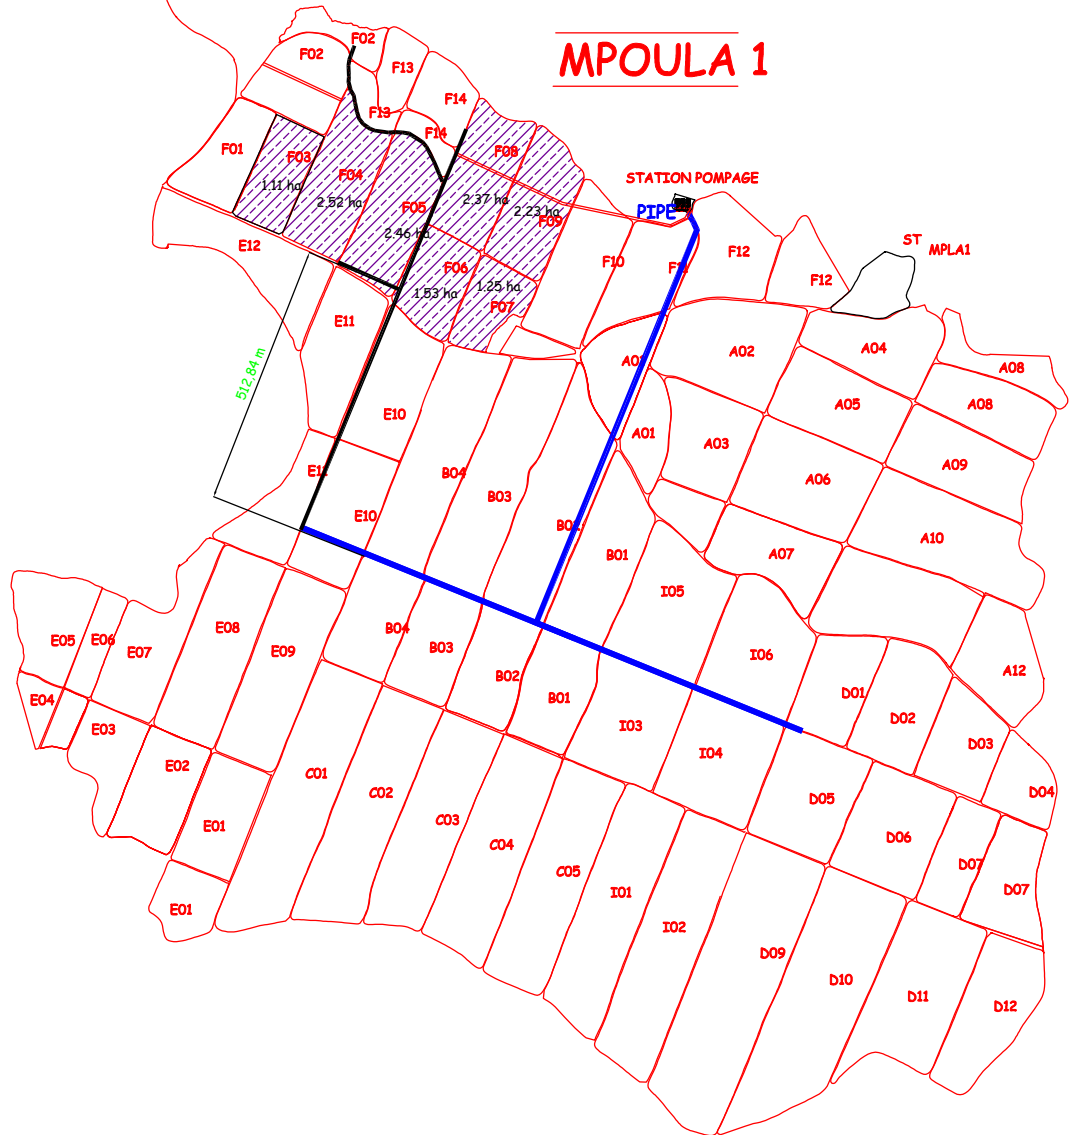 MPOULA 1
F02
F02
F13
F14
F13
F14
F01
F03
F08
1.11 ha
F04
2.52 ha
F05
2.46 ha
2.37 ha
2.23 ha
F09
STATION POMPAGE
PIPE
E12
F06
F10
F11
F12
F12
ST MPLA1
1.53 ha
1.25 ha
F07
E11
512,84 m
A02
A04
A08
A08
A05
A09
E10
A01
A03
B04
E11
B03
A06
E10
B02
B01
A07
A10
I05
E05
E06
E07
E08
E09
B04
B03
B02
B01
I06
D01
D02
A12
E04
E03
I03
I04
D03
E02
C01
C02
C03
C04
C05
D05
D04
E01
D06
D07
D07
E01
I01
I02
D09
D10
D11
D12